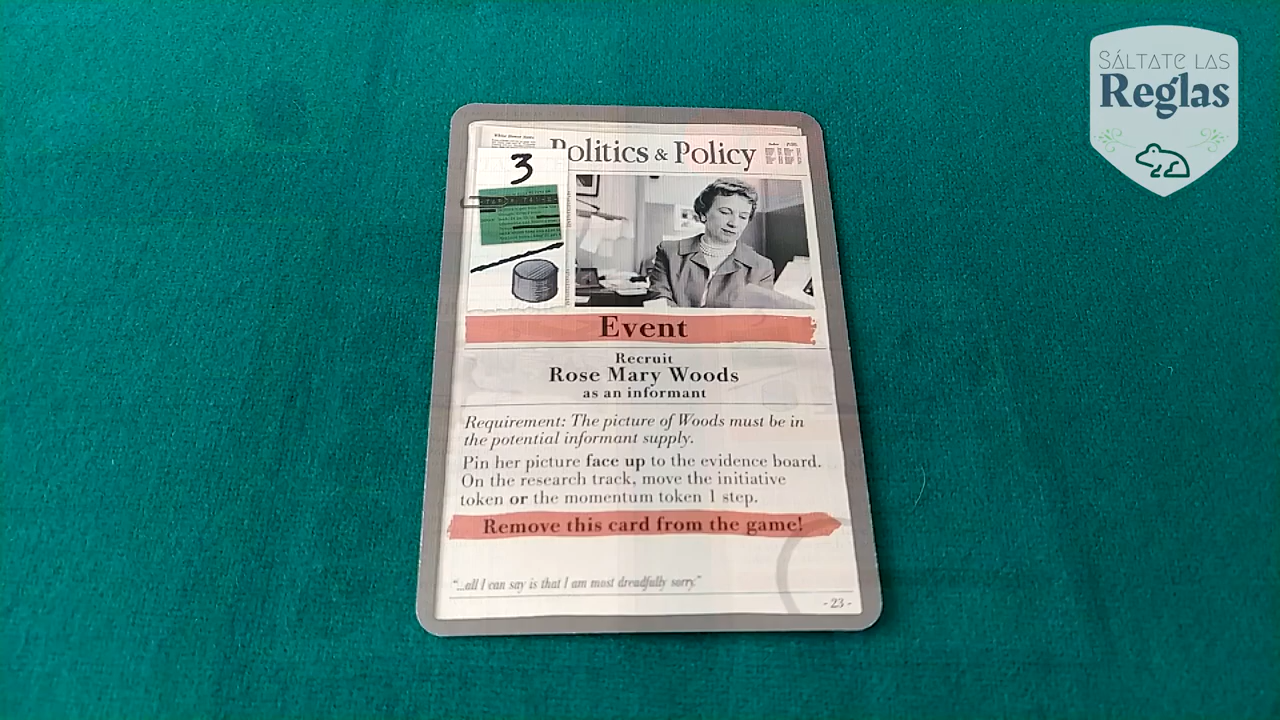 SÁLTATE LAS
Reglas
Politics & Policy
3
Event
Recruit
Rose Mary Woods
as an informant
Requirement: The picture of Woods must be in
the potential informant supply.
Pin her picture face up to the evidence board.
On the research track, move the initiative
token or the momentum token 1 step.
Remove this card from the game!
"...all I can say is that I am most dreadfully sorry."
- 23 -